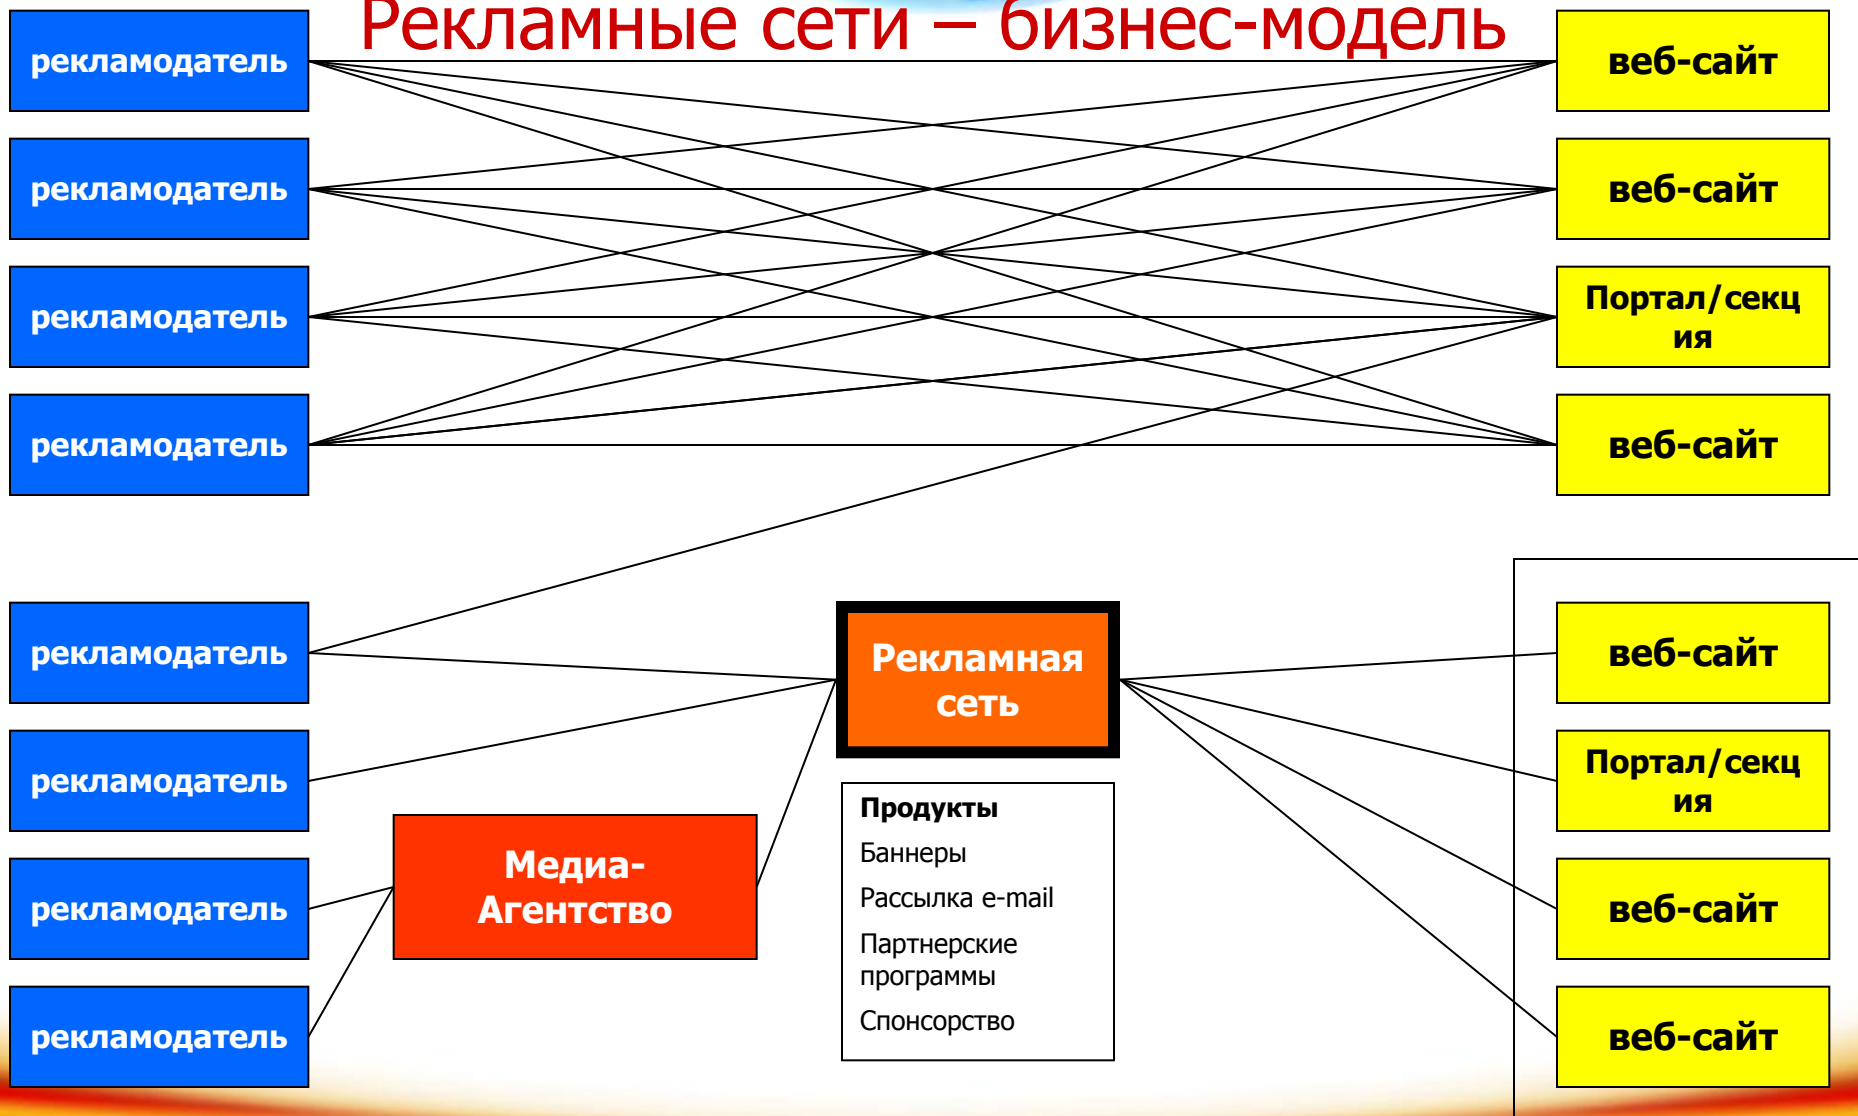 Рекламные сети – бизнес-модель
рекламодатель
веб-сайт
рекламодатель
веб-сайт
рекламодатель
Портал/секц
ия
рекламодатель
веб-сайт
рекламодатель
Рекламная
сеть
веб-сайт
рекламодатель
Портал/секц
ия
Продукты
Баннеры
Рассылка e-mail
Партнерские
программы
Спонсорство
Медиа-
Агентство
рекламодатель
веб-сайт
рекламодатель
веб-сайт